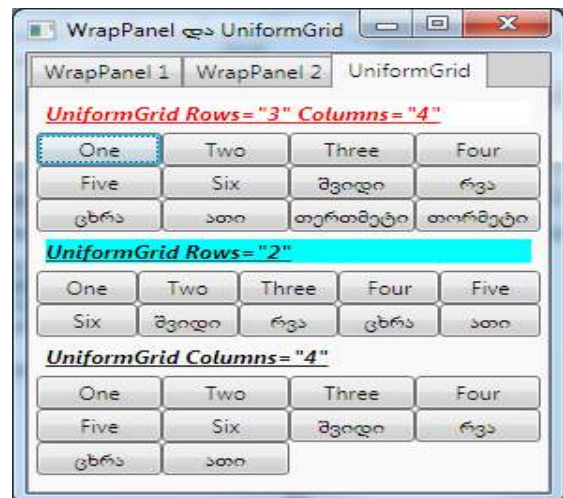 WrapPanel და UniformGrid
WrapPanel 1 WrapPanel 2 UniformGrid
UniformGrid Rows="3" Columns="4"
One Two Three Four
Five Six შვიდი რვა
ცხრა ათი თერთმეტი თორმეტი
UniformGrid Rows="2"
One Two Three Four Five
Six შვიდი რვა ცხრა ათი
UniformGrid Columns="4"
One Two Three Four
Five Six შვიდი რვა
ცხრა ათი